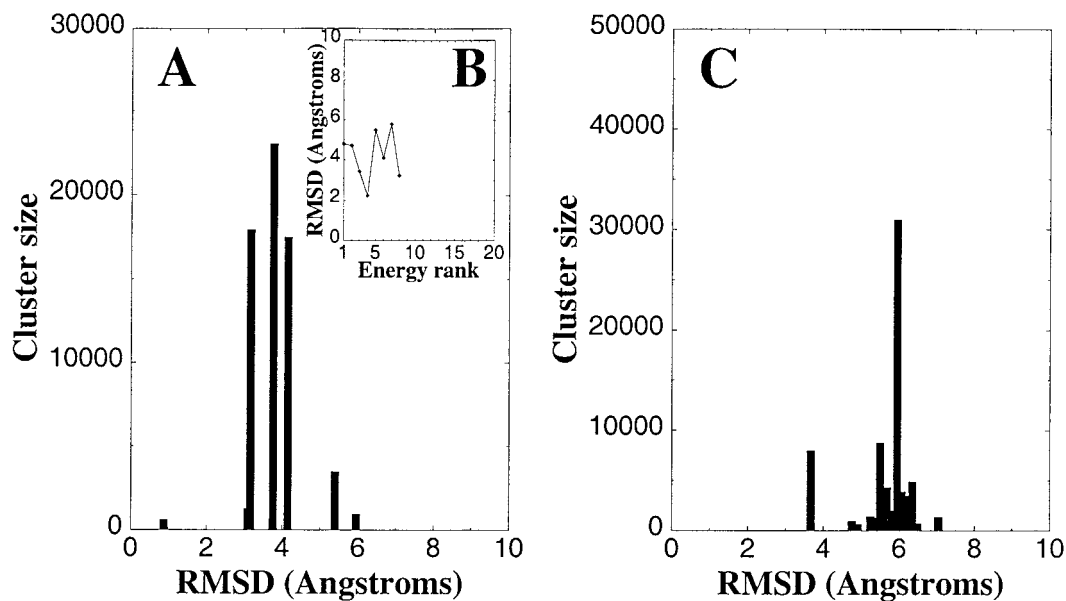 A
30000
20000
10000
0
Cluster size
0 2 4 6 8 10
RMSD (Angstroms)
B
10
8
6
4
2
0
RMSD (Angstroms)
1 5 10 15 20
Energy rank
C
50000
40000
30000
20000
10000
0
Cluster size
0 2 4 6 8 10
RMSD (Angstroms)